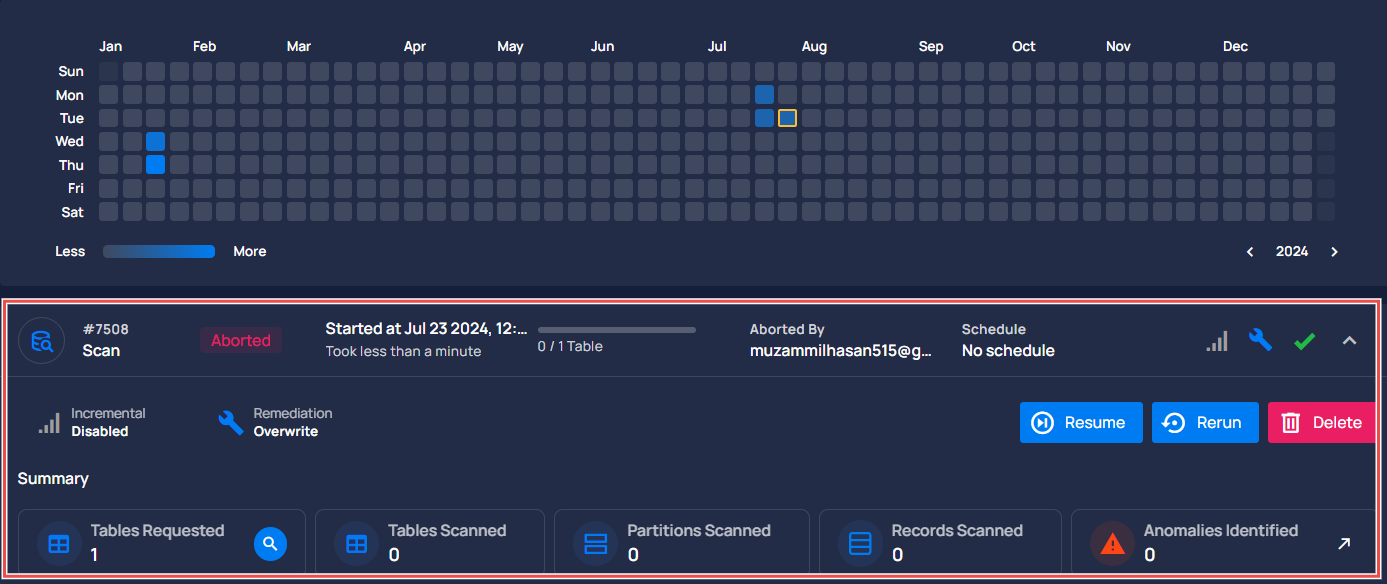 Jan Feb Mar Apr May Jun Jul Aug Sep Oct Nov Dec
Sun
Mon
Tue
Wed
Thu
Fri
Sat
Less More 2024
#7508
Scan
Aborted
Started at Jul 23 2024, 12:...
Took less than a minute
0 / 1 Table
Aborted By
muzammilhasan515@g...
Schedule
No schedule
Incremental
Disabled
Remediation
Overwrite
Resume
Rerun
Delete
Summary
Tables Requested
1
Tables Scanned
0
Partitions Scanned
0
Records Scanned
0
Anomalies Identified
0